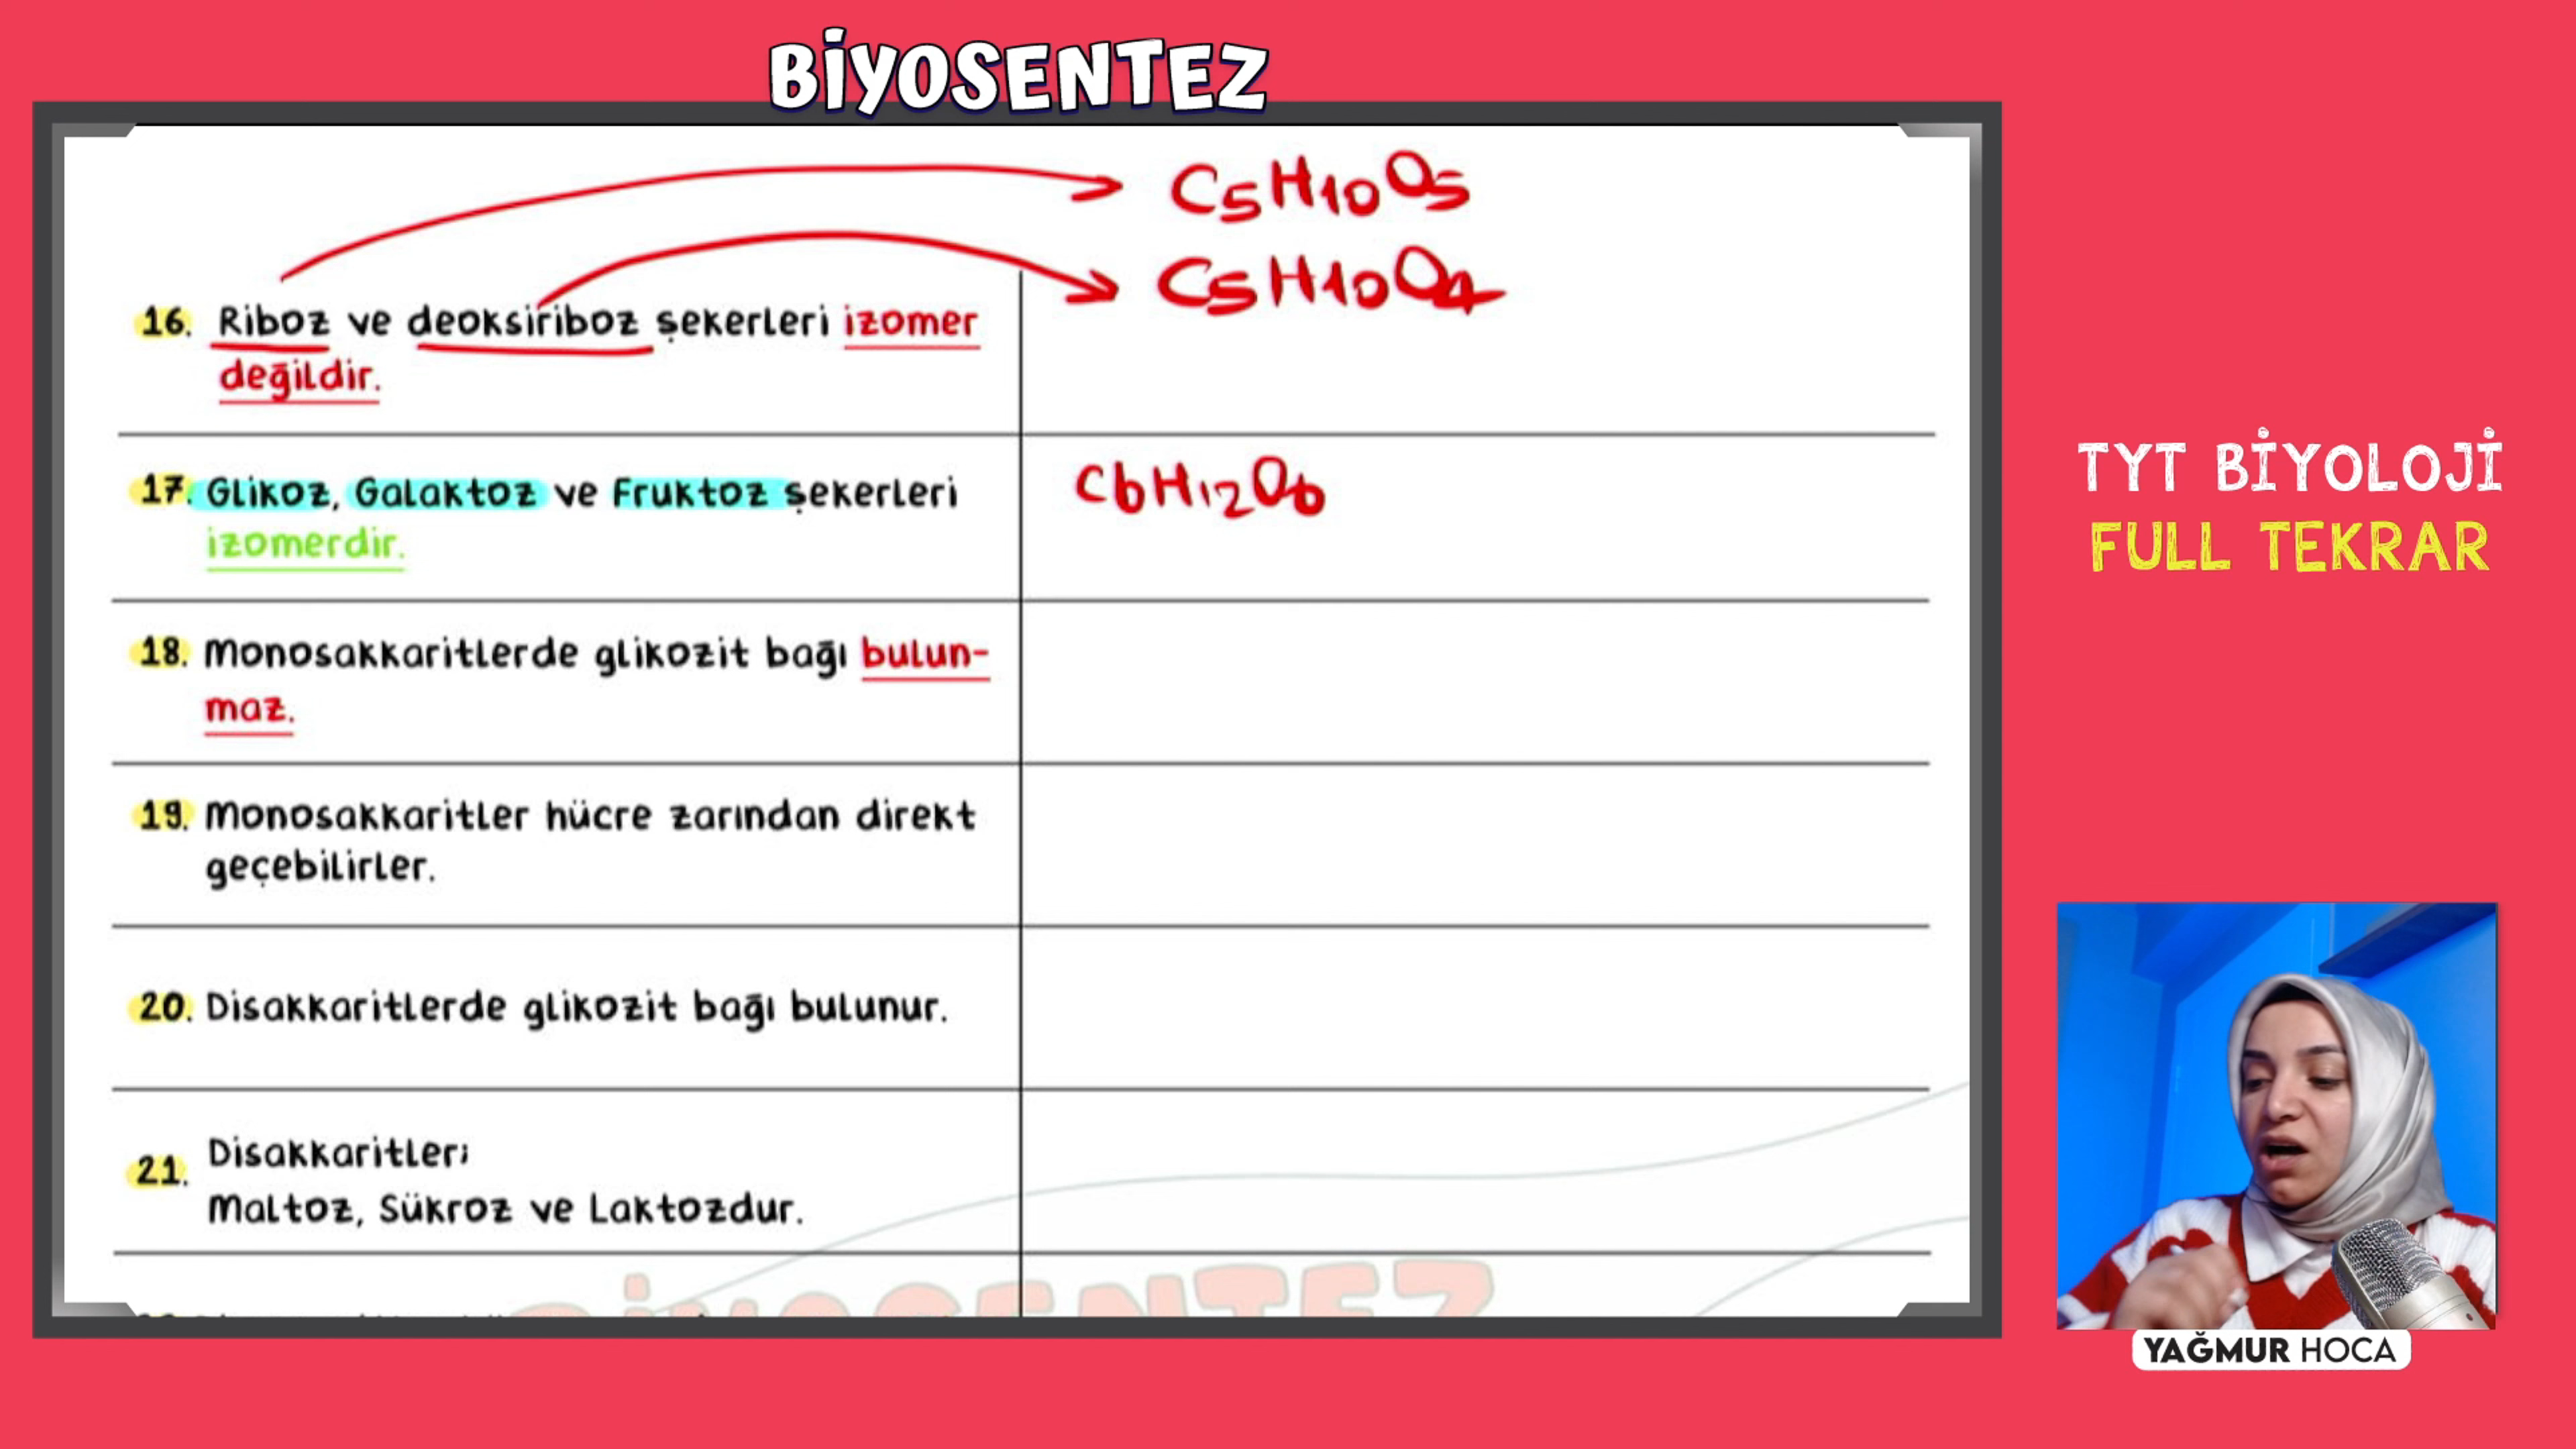 BİYOSENTEZ
C5H10O5
C5H10O4
16. Riboz ve deoksiriboz şekerleri izomer
değildir.
17. Glikoz, Galaktoz ve Fruktoz şekerleri
izomerdir.
C6H12O6
18. Monosakkaritlerde glikozit bağı bulun-
maz.
19. Monosakkaritler hücre zarından direkt
geçebilirler.
20. Disakkaritlerde glikozit bağı bulunur.
21. Disakkaritler;
Maltoz, Sükroz ve Laktozdur.
BİYOSENTEZ
TYT BİYOLOJİ
FULL TEKRAR
YAĞMUR HOCA